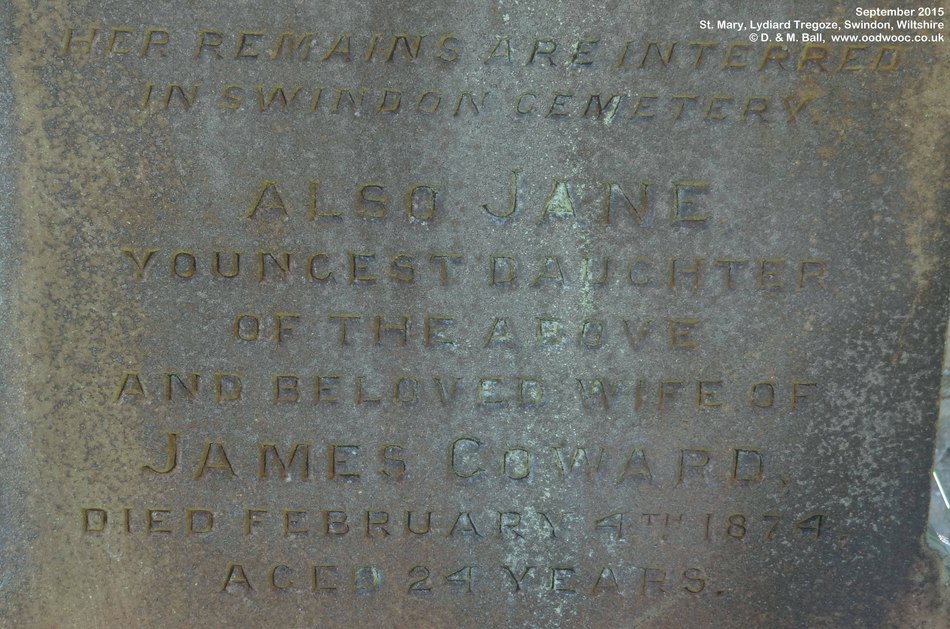 September 2015
St. Mary, Lydiard Tregoze, Swindon, Wiltshire
© D. & M. Ball, www.oodwooc.co.uk
HER REMAINS ARE INTERRED
IN SWINDON CEMETERY.
ALSO JANE
YOUNGEST DAUGHTER
OF THE ABOVE
AND BELOVED WIFE OF
JAMES COWARD,
DIED FEBRUARY 4TH 1874,
AGED 24 YEARS.